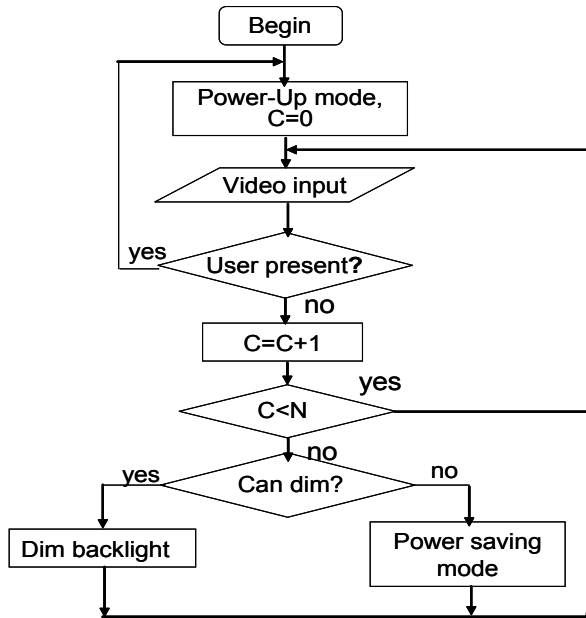 Begin
Power-Up mode,
C=0
Video input
yes
User present?
no
C=C+1
yes
C<N
no
yes
Can dim?
no
Dim backlight
Power saving
mode